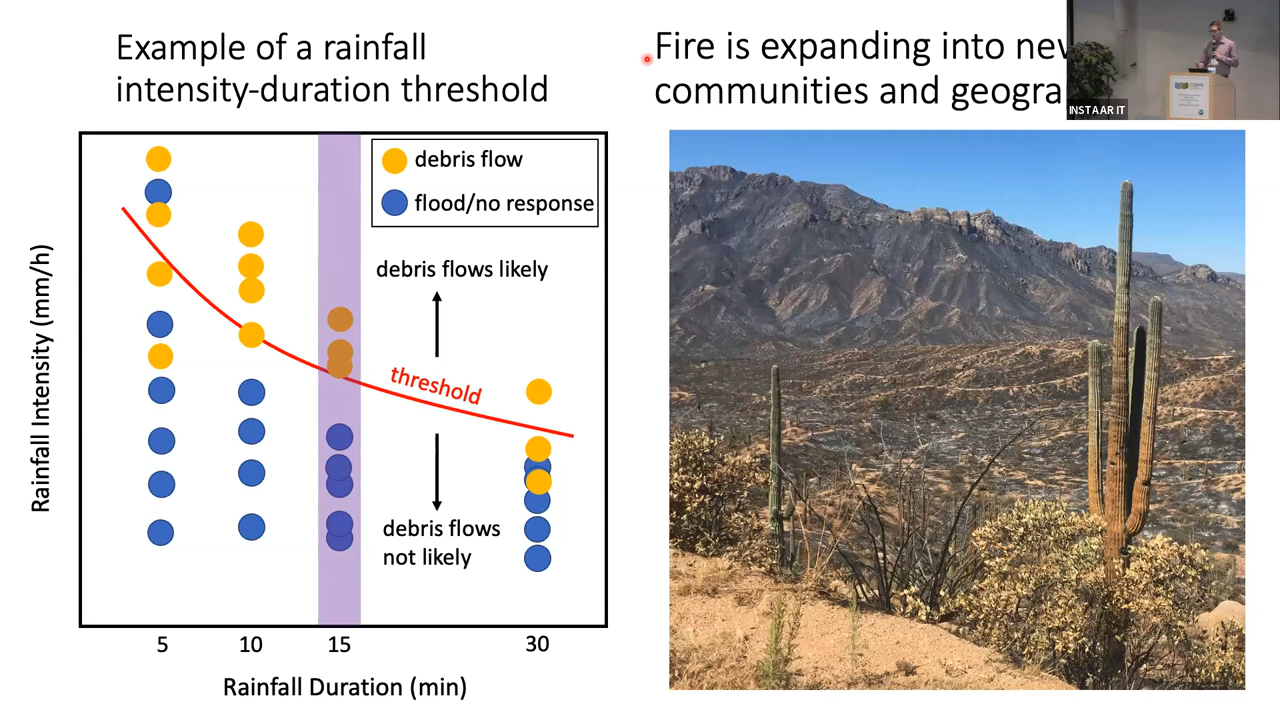 Example of a rainfall
intensity-duration threshold
Fire is expanding into new
communities and geogra
INSTAAR IT
debris flow
flood/no response
debris flows likely
threshold
debris flows
not likely
Rainfall Intensity (mm/h)
5 10 15 30
Rainfall Duration (min)
CSDMS